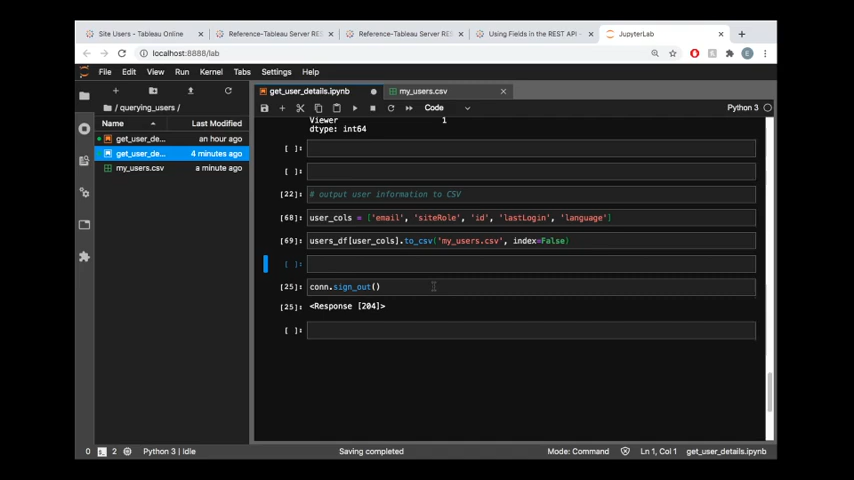 Site Users - Tableau Online
Reference-Tableau Server RES
Reference-Tableau Server RES
Using Fields in the REST API -
JupyterLab
localhost:8888/lab
E
File Edit View Run Kernel Tabs Settings Help
get_user_details.ipynb
my_users.csv
Code
Python 3
/ querying_users /
Name
Last Modified
get_user_de...
an hour ago
get_user_de...
4 minutes ago
my_users.csv
a minute ago
Viewer 1
dtype: int64
[ ]:
[ ]:
[22]: # output user information to CSV
[68]: user_cols = ['email', 'siteRole', 'id', 'lastLogin', 'language']
[69]: users_df[user_cols].to_csv('my_users.csv', index=False)
[ ]:
[25]: conn.sign_out()
[25]: <Response [204]>
[ ]:
0
2
Python 3 | Idle
Saving completed
Mode: Command
Ln 1, Col 1
get_user_details.ipynb